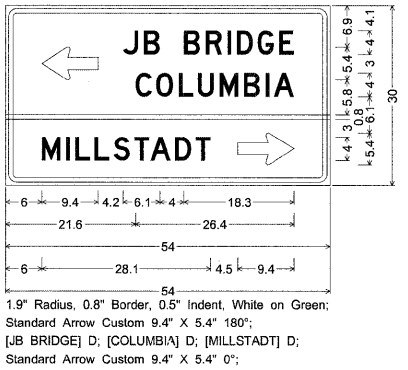 JB BRIDGE
COLUMBIA
MILLSTADT
6.9 4.1
5.4 4
3
5.8 4
30
0.8
3 6.1
4 5.4
6 9.4 4.2 6.1 4 18.3
21.6 26.4
54
6 28.1 4.5 9.4
54
1.9" Radius, 0.8" Border, 0.5" Indent, White on Green;
Standard Arrow Custom 9.4" X 5.4" 180°;
[JB BRIDGE] D; [COLUMBIA] D; [MILLSTADT] D;
Standard Arrow Custom 9.4" X 5.4" 0°;